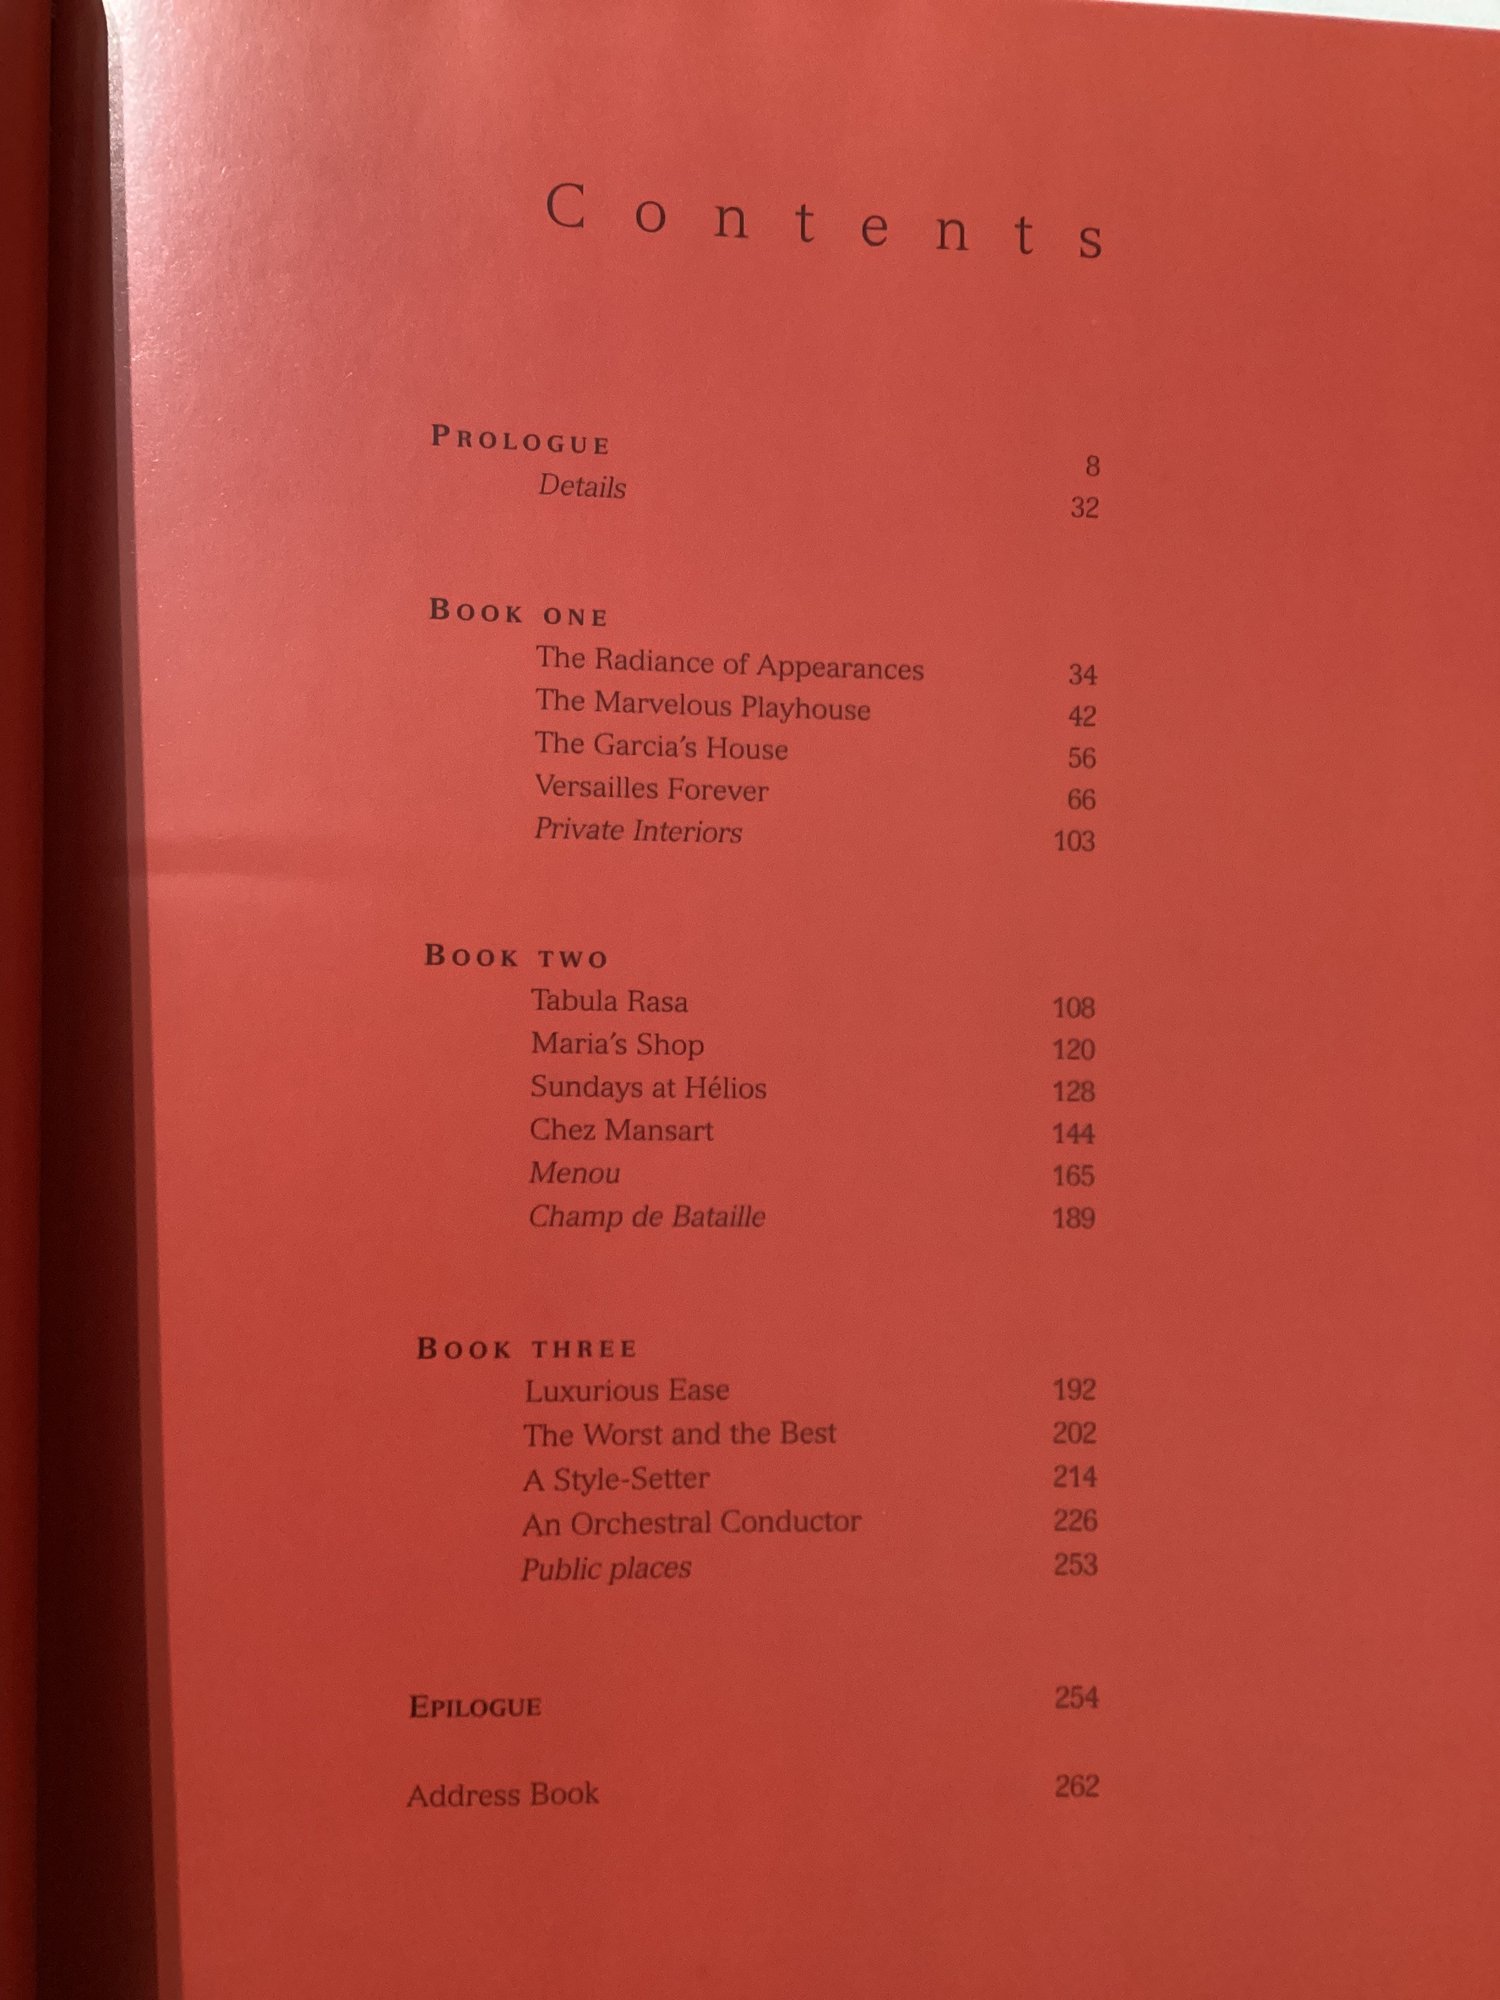 Contents
PROLOGUE 8
Details 32
BOOK ONE
The Radiance of Appearances 34
The Marvelous Playhouse 42
The Garcia's House 56
Versailles Forever 66
Private Interiors 103
BOOK TWO
Tabula Rasa 108
Maria's Shop 120
Sundays at Hélios 128
Chez Mansart 144
Menou 165
Champ de Bataille 189
BOOK THREE
Luxurious Ease 192
The Worst and the Best 202
A Style-Setter 214
An Orchestral Conductor 226
Public places 253
EPILOGUE 254
Address Book 262